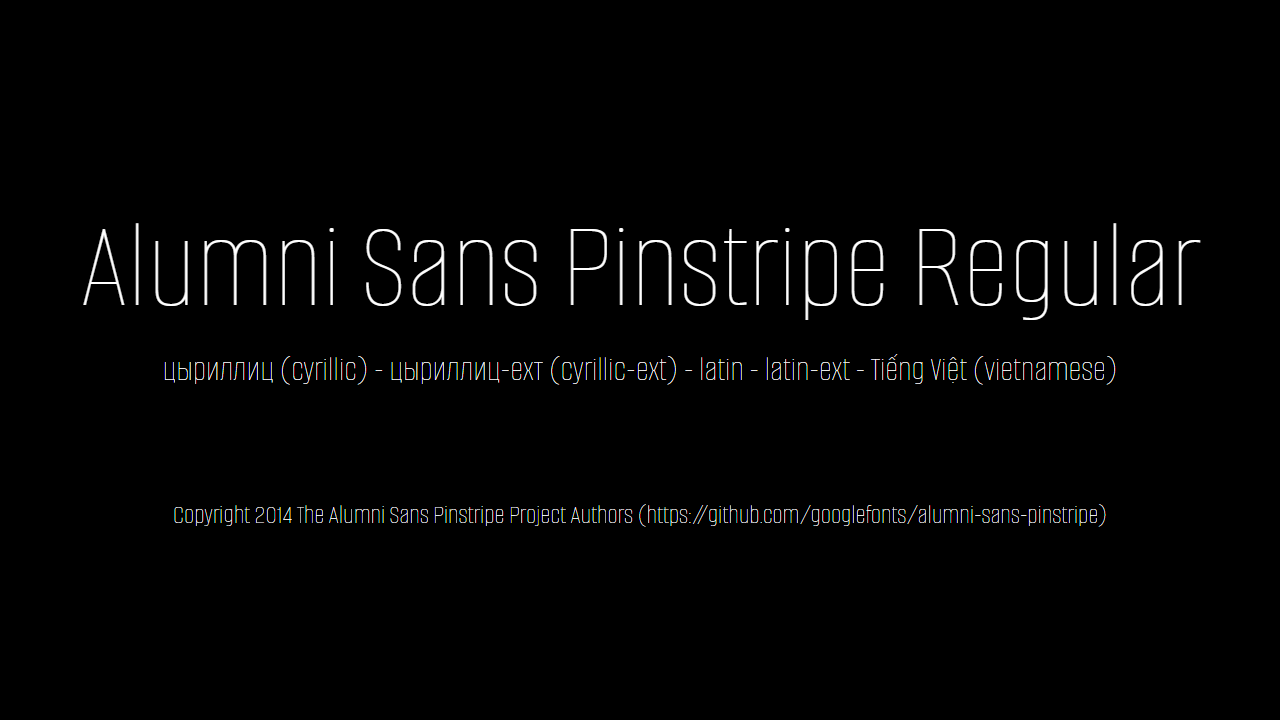 Alumni Sans Pinstripe Regular
цыриллиц (cyrillic) - цыриллиц-ехт (cyrillic-ext) - latin - latin-ext - Tiếng Việt (vietnamese)
Copyright 2014 The Alumni Sans Pinstripe Project Authors (https://github.com/googlefonts/alumni-sans-pinstripe)